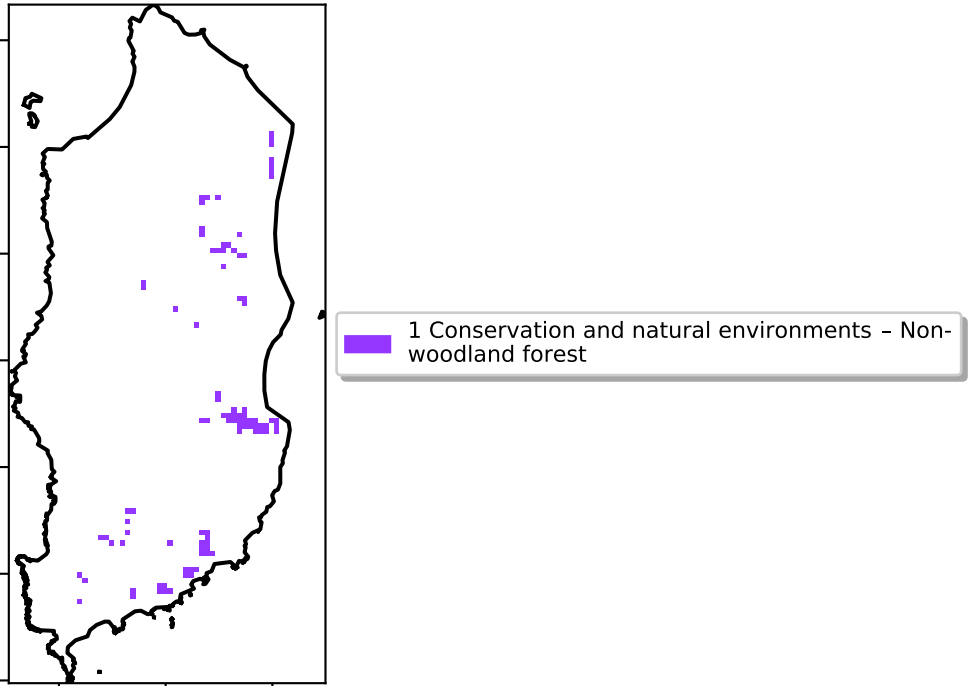 1 Conservation and natural environments – Non-
woodland forest